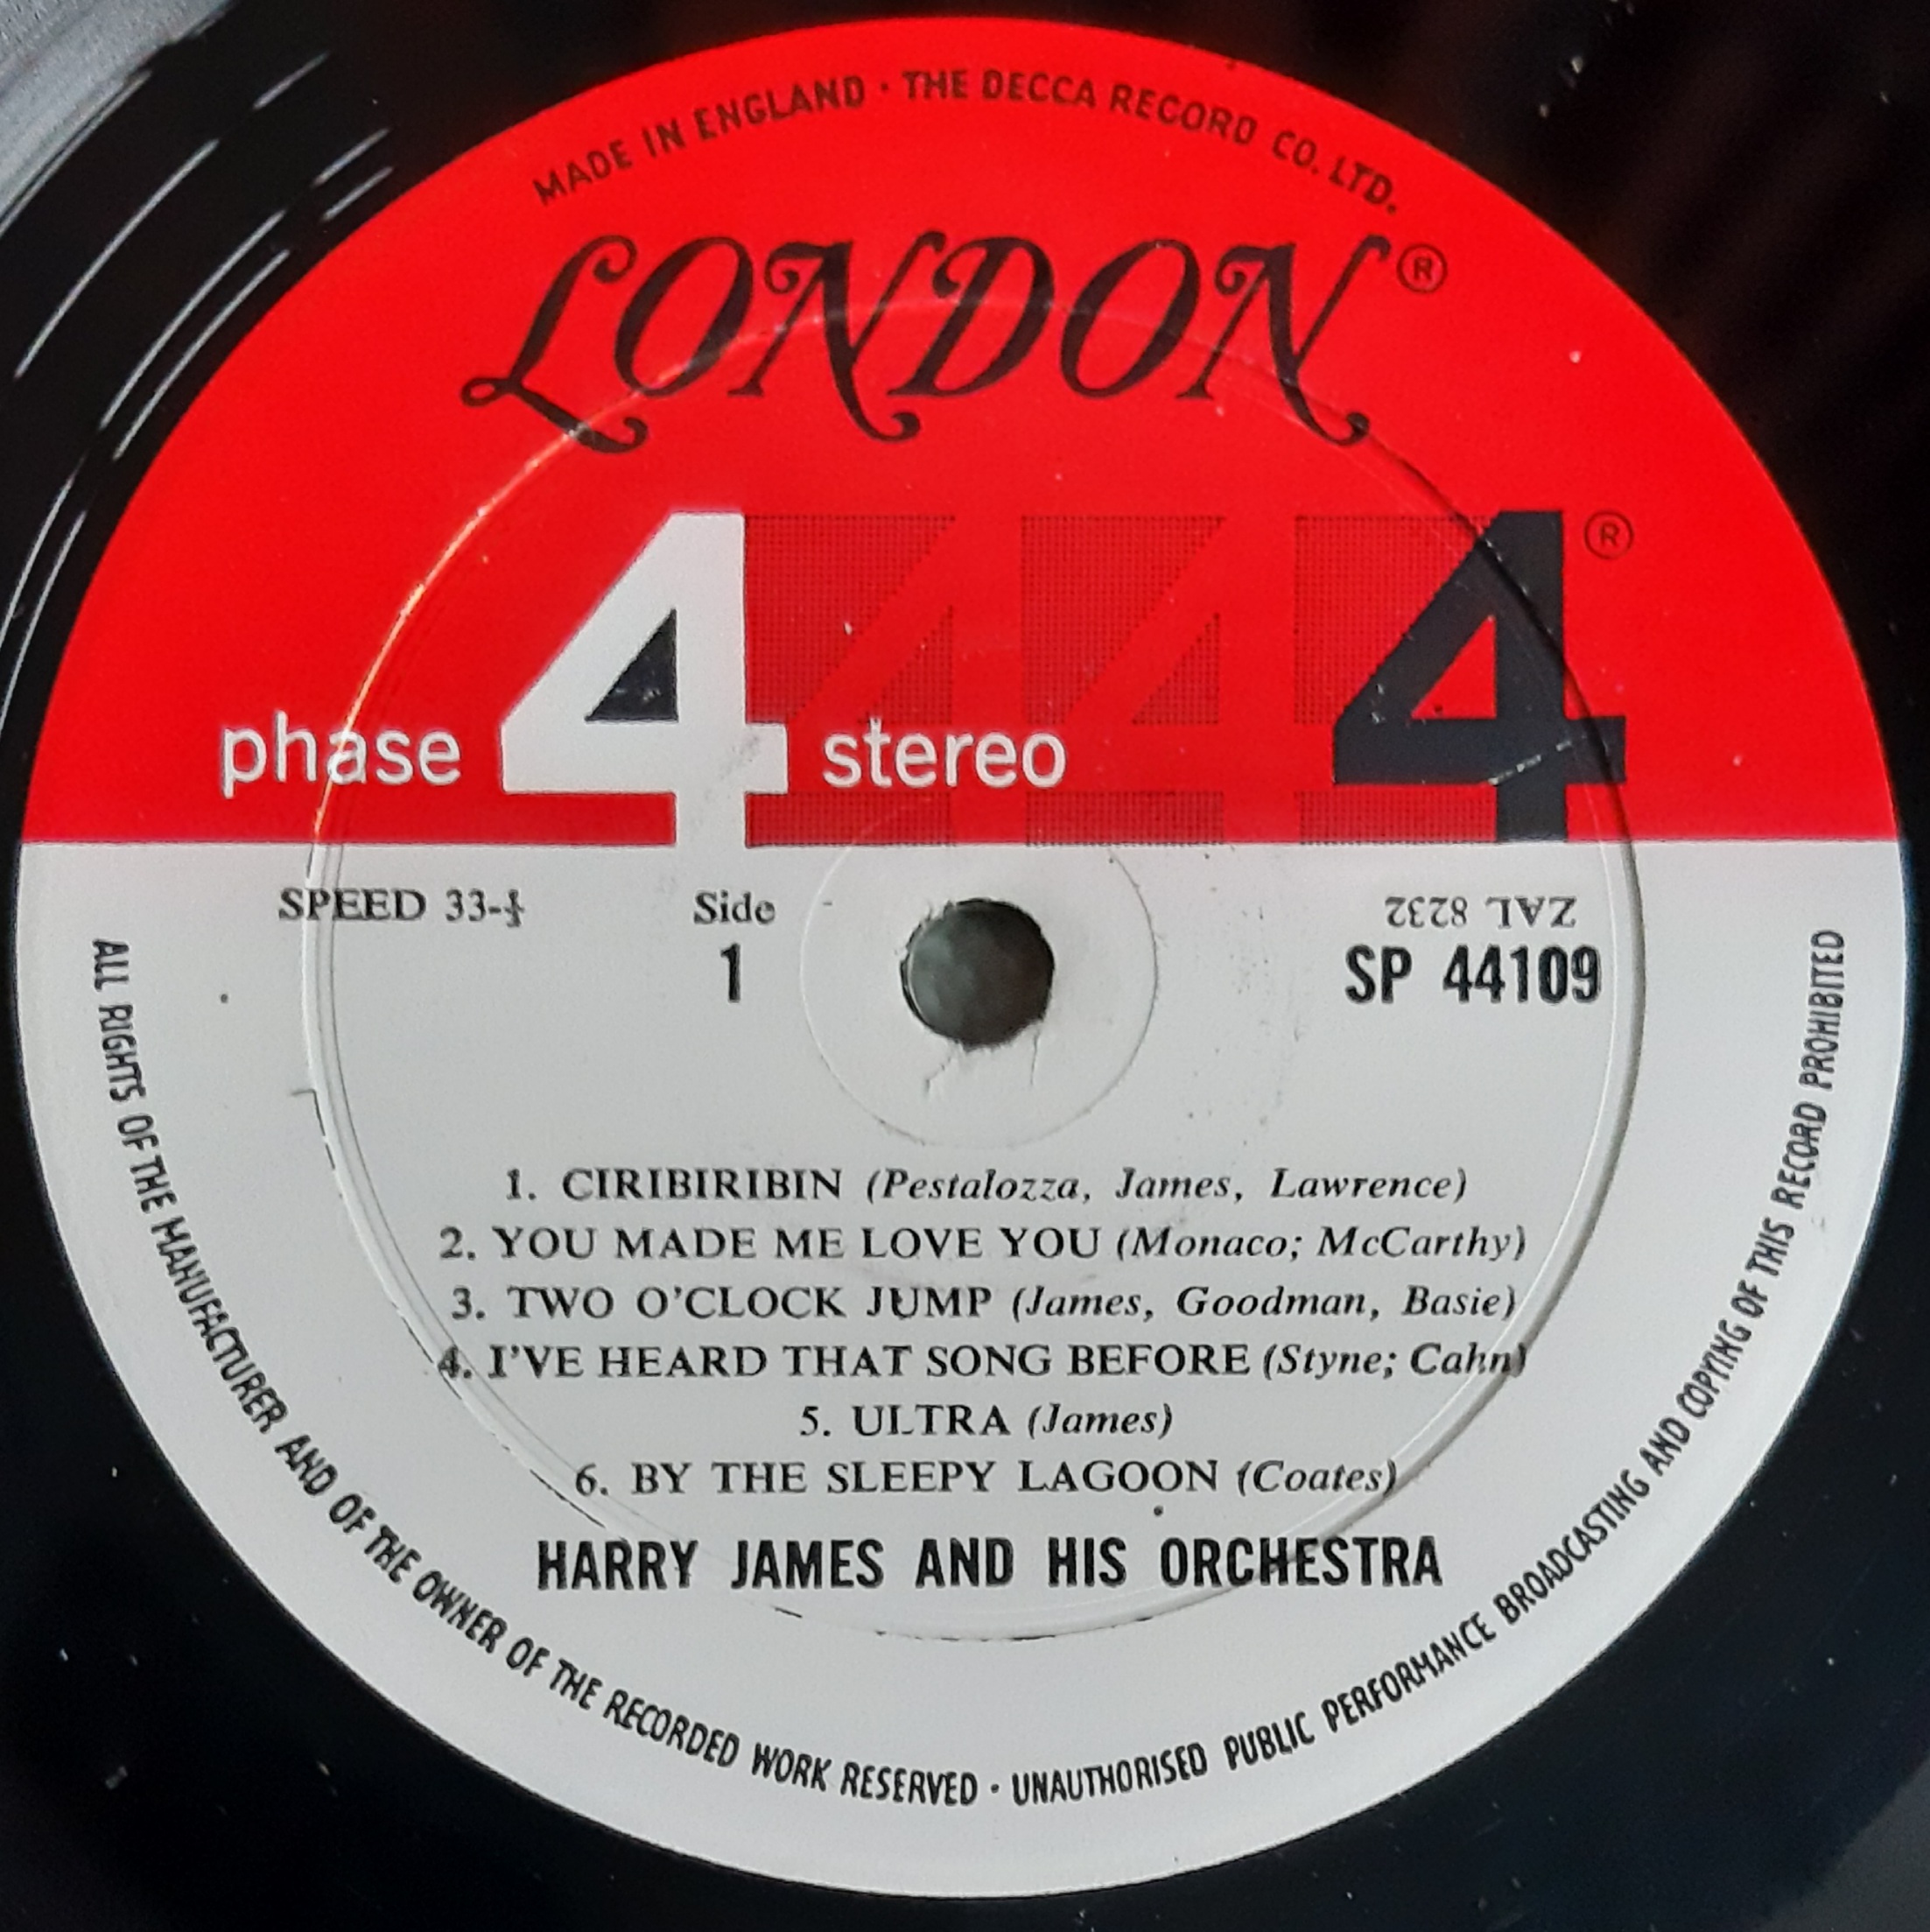 MADE IN ENGLAND · THE DECCA RECORD CO. LTD.
LONDON®
phase 4 stereo 4 4 4®
SPEED 33-⅓
Side
1
ZAL 8232
SP 44109
1. CIRIBIRIBIN (Pestalozza, James, Lawrence)
2. YOU MADE ME LOVE YOU (Monaco; McCarthy)
3. TWO O'CLOCK JUMP (James, Goodman, Basie)
4. I'VE HEARD THAT SONG BEFORE (Styne; Cahn)
5. ULTRA (James)
6. BY THE SLEEPY LAGOON (Coates)
HARRY JAMES AND HIS ORCHESTRA
ALL RIGHTS OF THE MANUFACTURER AND OF THE OWNER OF THE RECORDED WORK RESERVED · UNAUTHORISED PUBLIC PERFORMANCE BROADCASTING AND COPYING OF THIS RECORD PROHIBITED